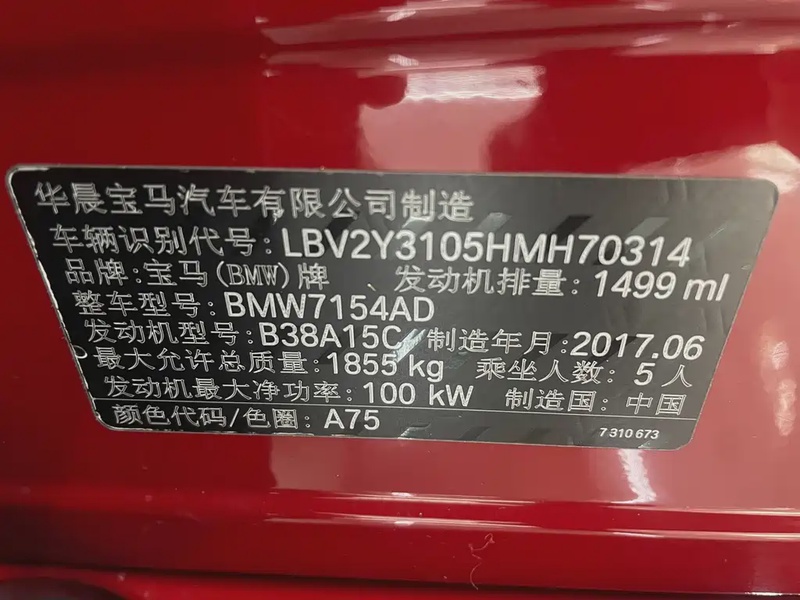 华晨宝马汽车有限公司制造
车辆识别代号: LBV2Y3105HMH70314
品牌: 宝马(BMW)牌 、发动机排量: 1499 ml
整车型号: BMW7154AD
发动机型号: B38A15C 制造年月: 2017.06
最大允许总质量: 1855 kg 乘坐人数: 5 人
发动机最大净功率: 100 kW 制造国: 中国
颜色代码/色圈: A75 7 310 673